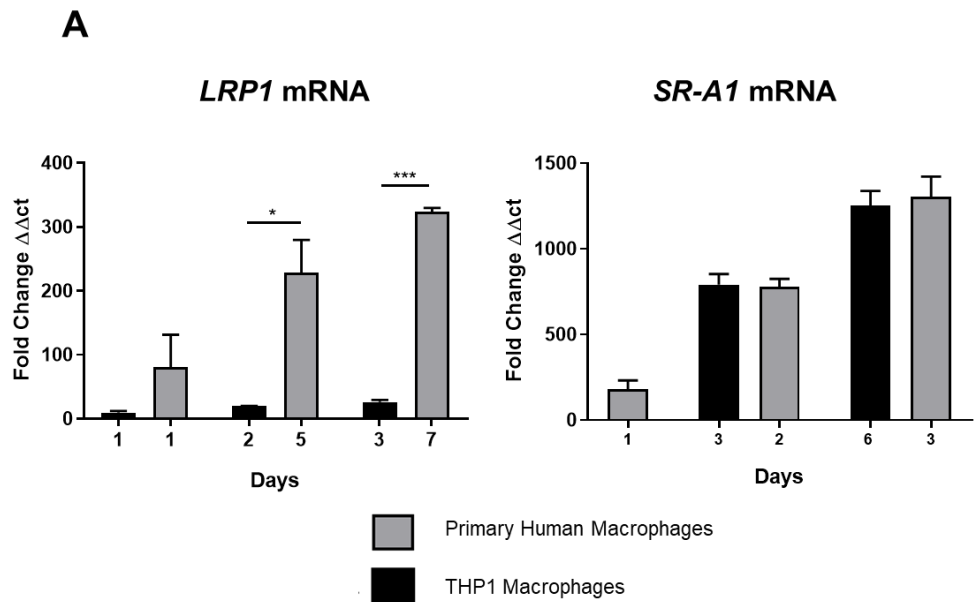 A
LRP1 mRNA
SR-A1 mRNA
Fold Change ΔΔct
400
300
200
100
0
*
***
1 1 2 5 3 7
Days
Fold Change ΔΔct
1500
1000
500
0
1 3 2 6 3
Days
Primary Human Macrophages
THP1 Macrophages